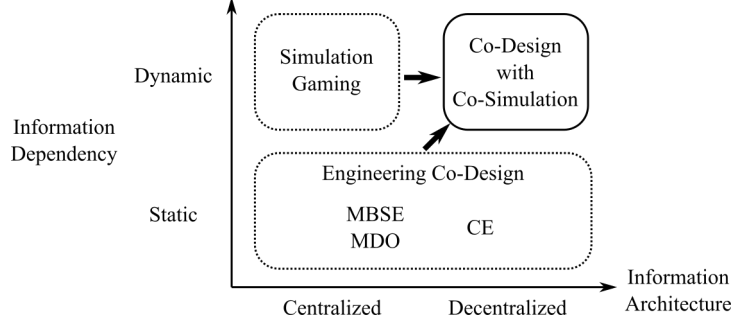 Simulation
Gaming
Co-Design
with
Co-Simulation
Dynamic
Information
Dependency
Engineering Co-Design
Static
MBSE
MDO
CE
Centralized
Decentralized
Information
Architecture